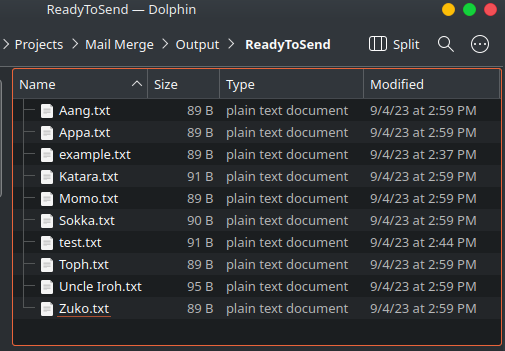 ReadyToSend — Dolphin
> Projects > Mail Merge > Output > ReadyToSend Split
Name Size Type Modified
Aang.txt 89 B plain text document 9/4/23 at 2:59 PM
Appa.txt 89 B plain text document 9/4/23 at 2:59 PM
example.txt 89 B plain text document 9/4/23 at 2:37 PM
Katara.txt 91 B plain text document 9/4/23 at 2:59 PM
Momo.txt 89 B plain text document 9/4/23 at 2:59 PM
Sokka.txt 90 B plain text document 9/4/23 at 2:59 PM
test.txt 91 B plain text document 9/4/23 at 2:44 PM
Toph.txt 89 B plain text document 9/4/23 at 2:59 PM
Uncle Iroh.txt 95 B plain text document 9/4/23 at 2:59 PM
Zuko.txt 89 B plain text document 9/4/23 at 2:59 PM